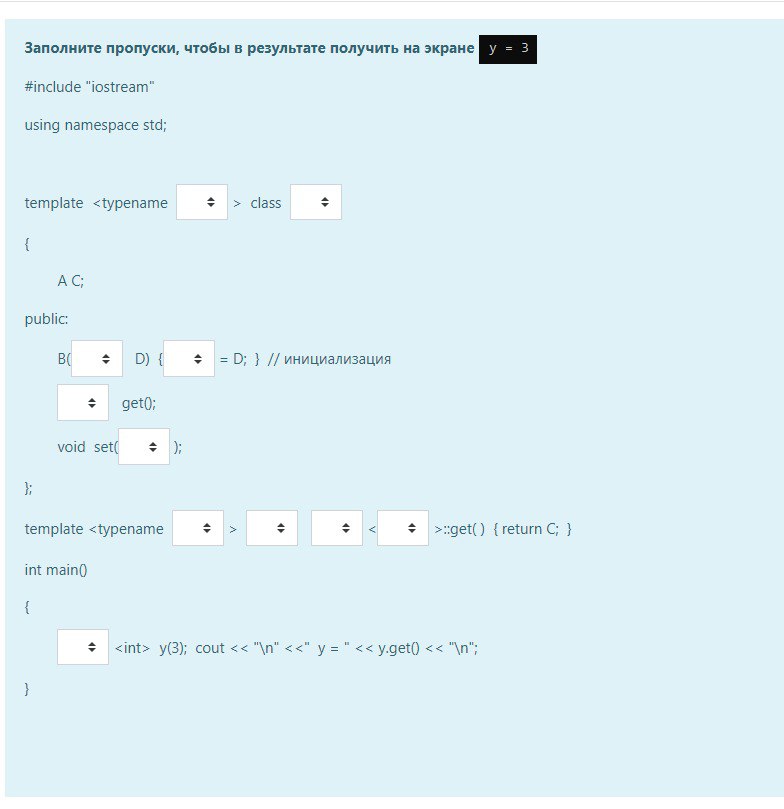 Заполните пропуски, чтобы в результате получить на экране y = 3
#include "iostream"
using namespace std;
template <typename > class
{
A C;
public:
B( D) { = D; } // инициализация
get();
void set( );
};
template <typename > < >::get( ) { return C; }
int main()
{
<int> y(3); cout << "\n" <<" y = " << y.get() << "\n";
}